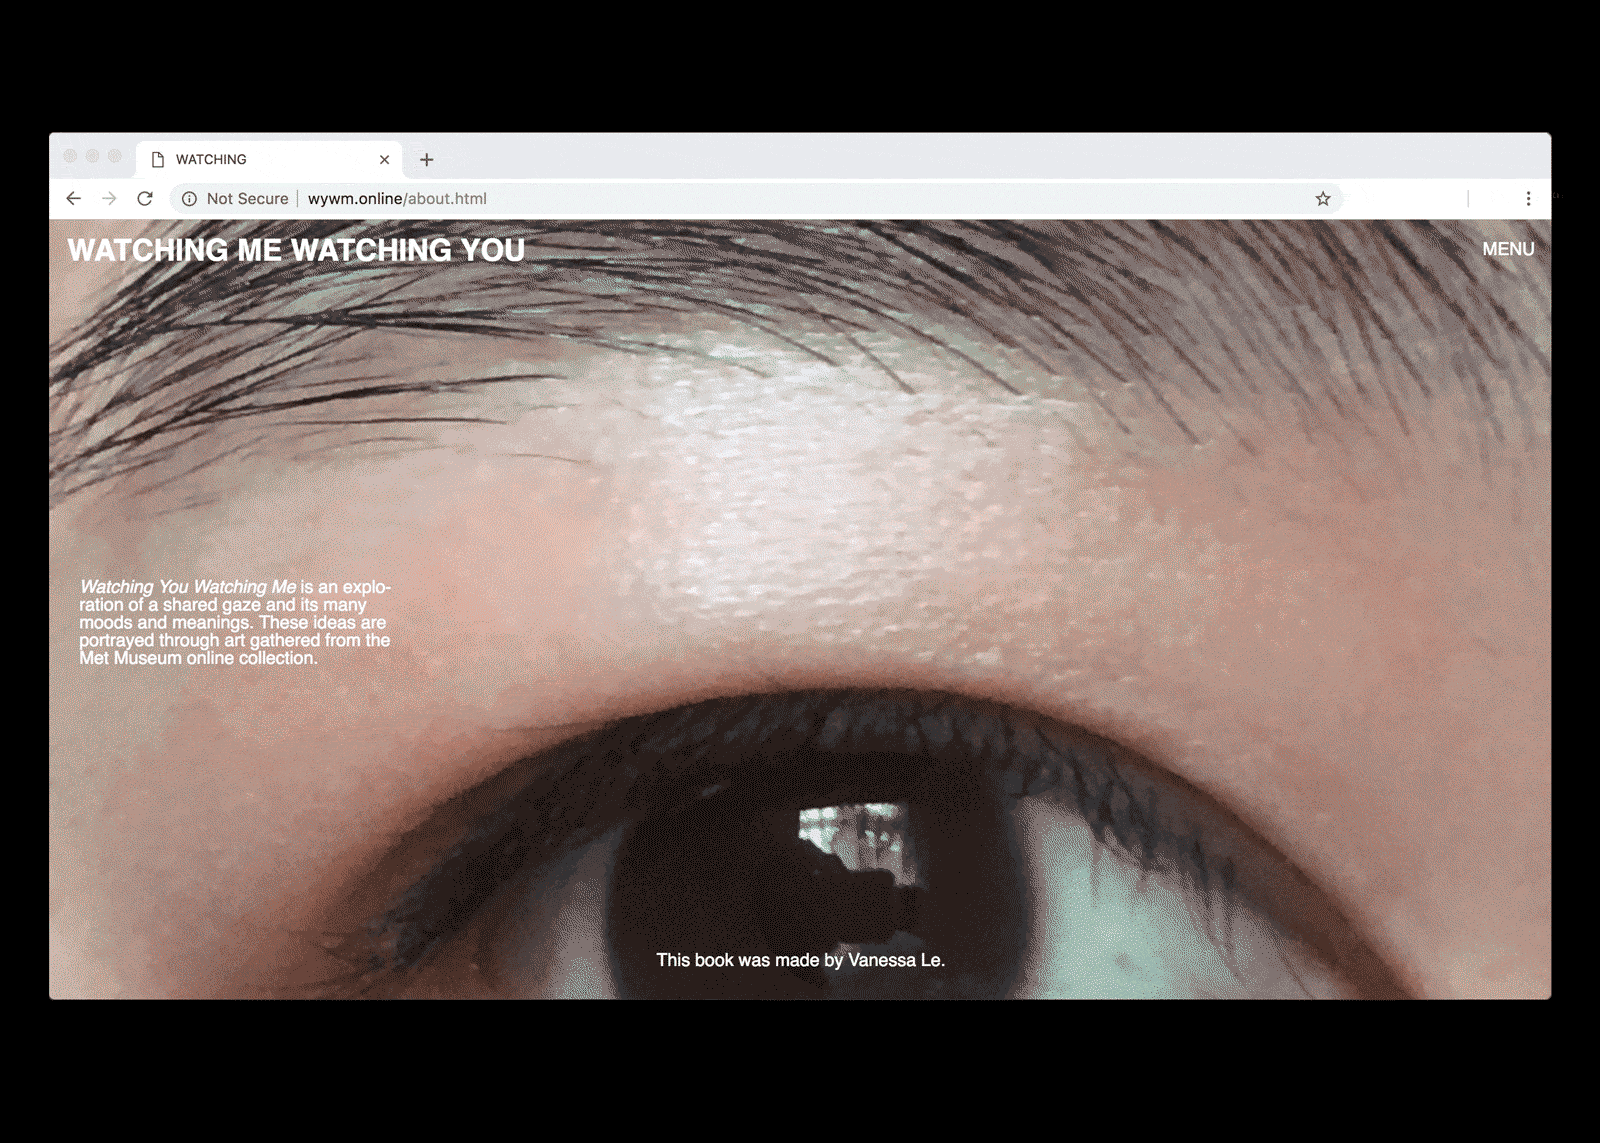 WATCHING
Not Secure | wywm.online/about.html
WATCHING ME WATCHING YOU
MENU
Watching You Watching Me is an explo-
ration of a shared gaze and its many
moods and meanings. These ideas are
portrayed through art gathered from the
Met Museum online collection.
This book was made by Vanessa Le.